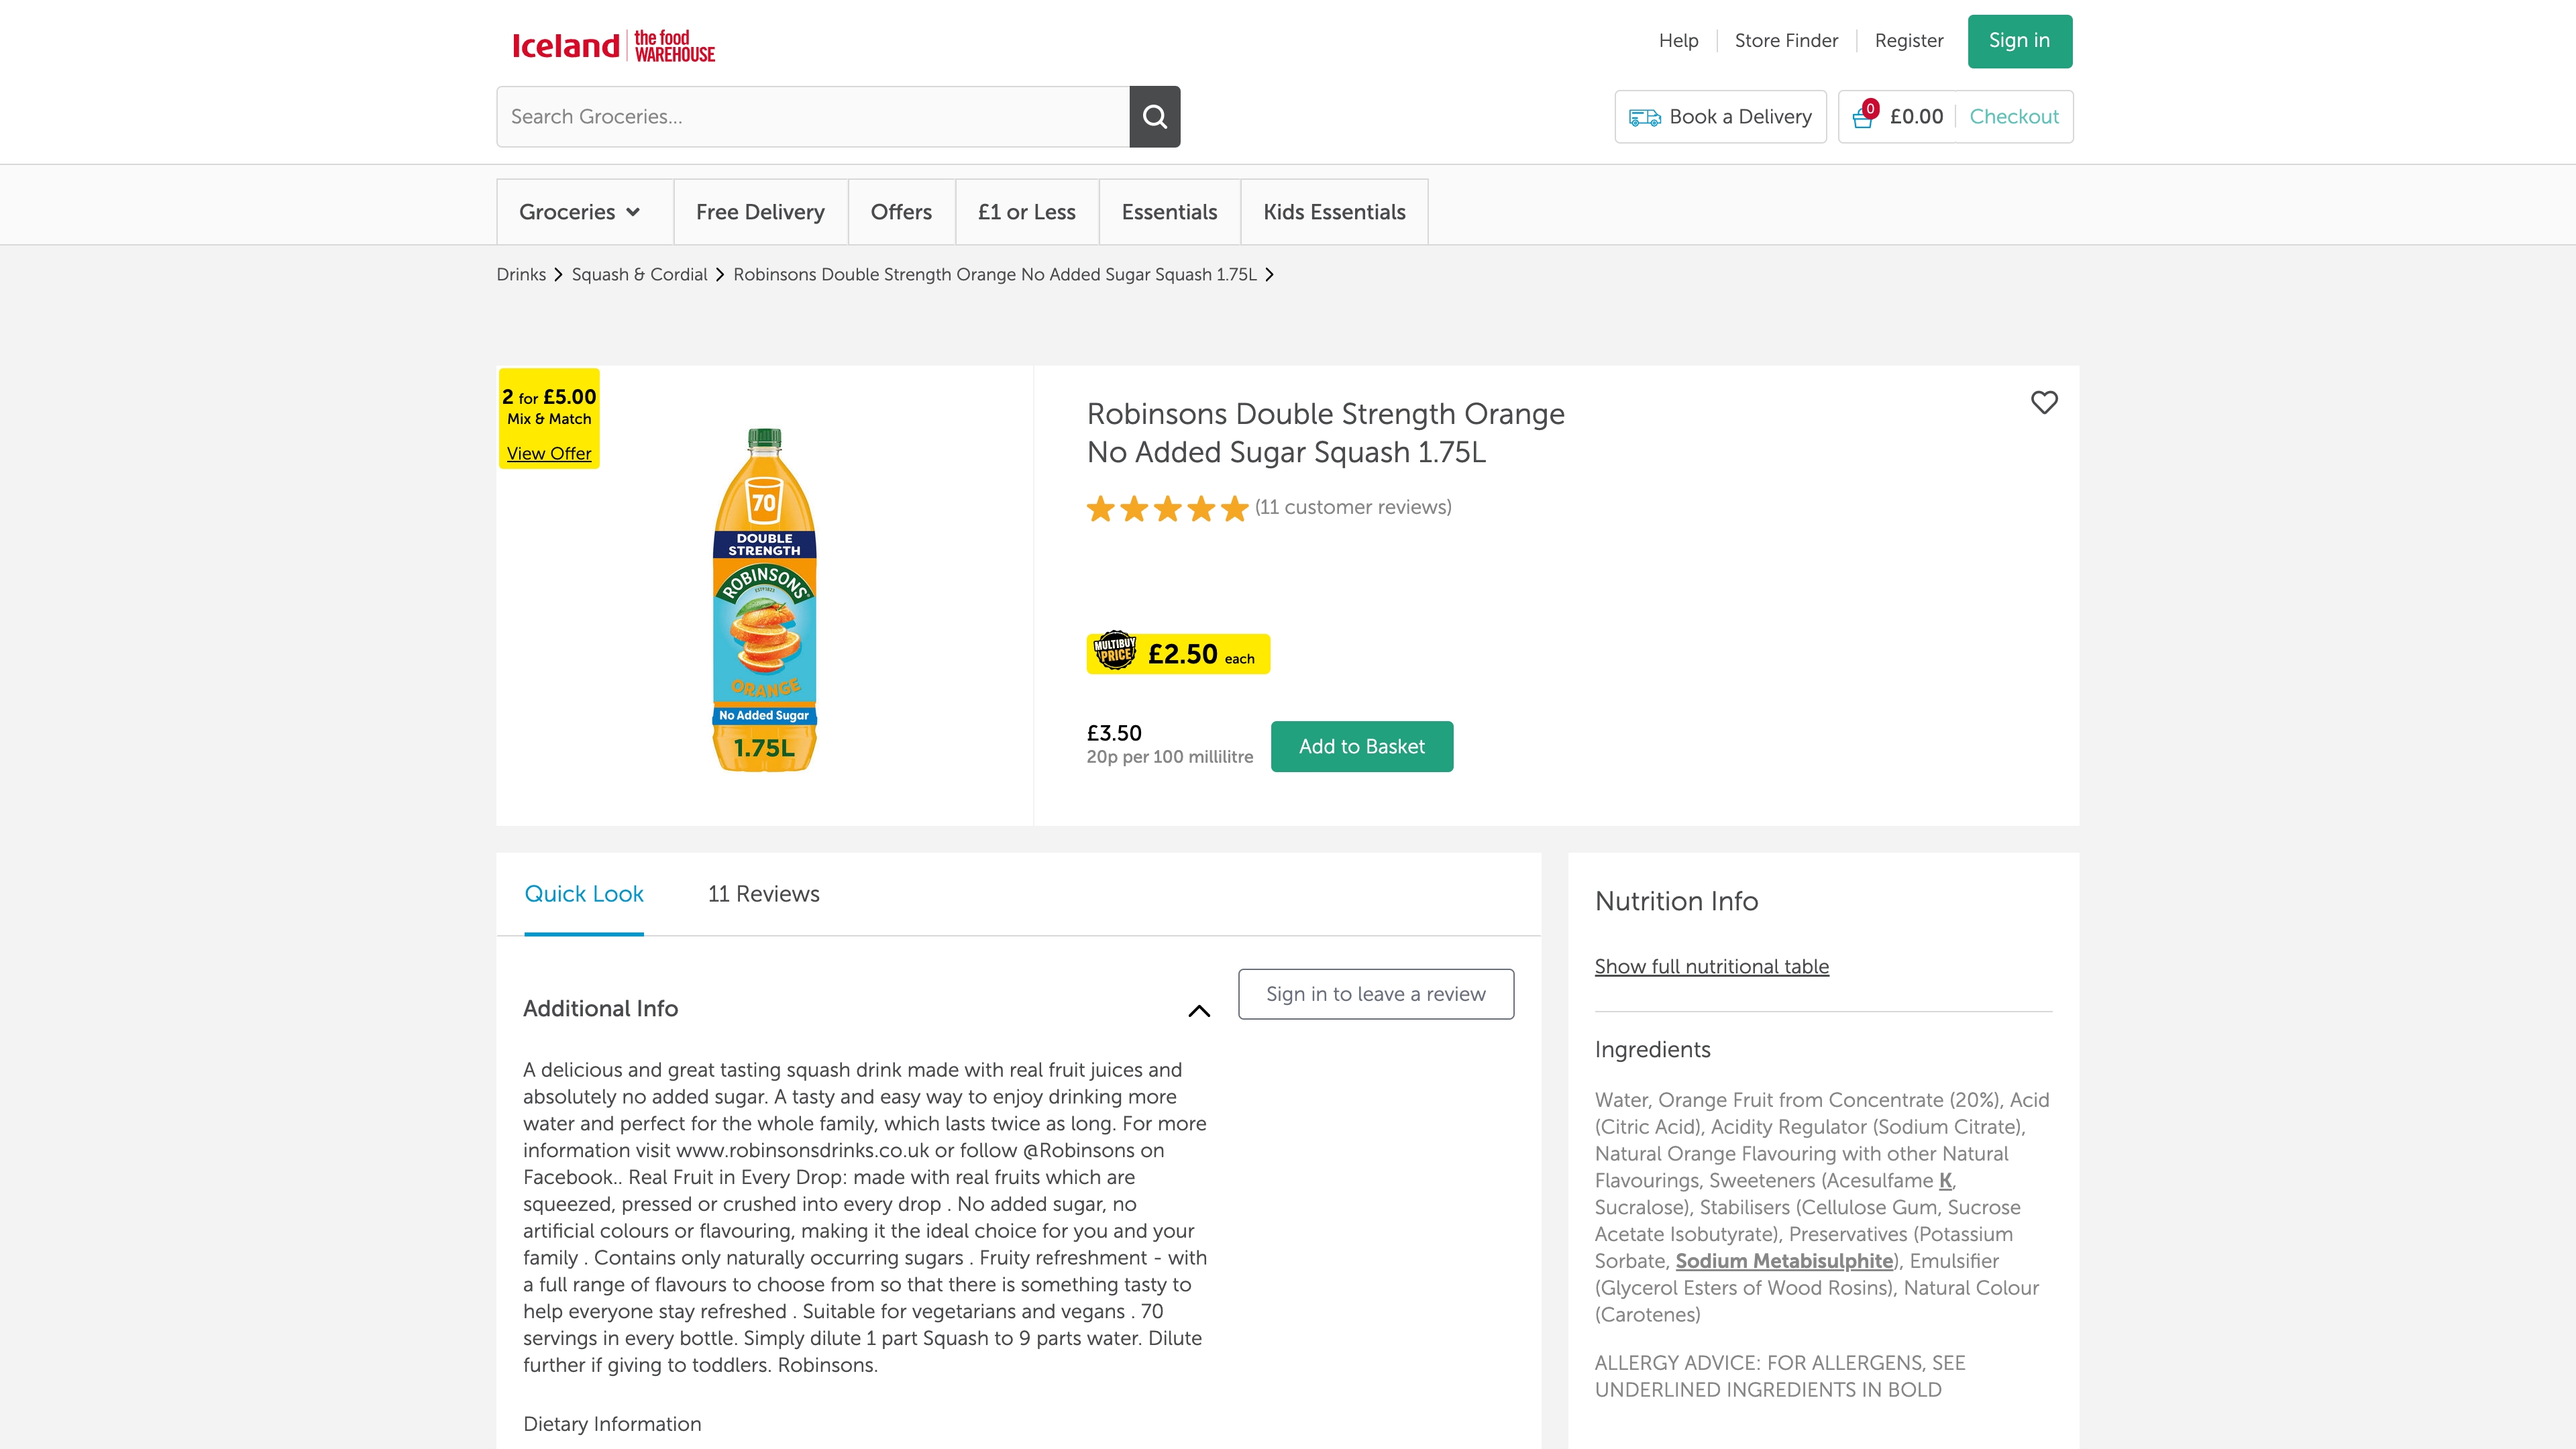 Iceland the food WAREHOUSE
Help
Store Finder
Register
Sign in
Search Groceries...
Book a Delivery
0
£0.00
Checkout
Groceries
Free Delivery
Offers
£1 or Less
Essentials
Kids Essentials
Drinks
Squash & Cordial
Robinsons Double Strength Orange No Added Sugar Squash 1.75L
2 for £5.00
Mix & Match
View Offer
70
DOUBLE
STRENGTH
ROBINSONS
ORANGE
No Added Sugar
1.75L
Robinsons Double Strength Orange
No Added Sugar Squash 1.75L
(11 customer reviews)
MULTIBUY
PRICE
£2.50 each
£3.50
20p per 100 millilitre
Add to Basket
Quick Look
11 Reviews
Additional Info
Sign in to leave a review
A delicious and great tasting squash drink made with real fruit juices and
absolutely no added sugar. A tasty and easy way to enjoy drinking more
water and perfect for the whole family, which lasts twice as long. For more
information visit www.robinsonsdrinks.co.uk or follow @Robinsons on
Facebook.. Real Fruit in Every Drop: made with real fruits which are
squeezed, pressed or crushed into every drop . No added sugar, no
artificial colours or flavouring, making it the ideal choice for you and your
family . Contains only naturally occurring sugars . Fruity refreshment - with
a full range of flavours to choose from so that there is something tasty to
help everyone stay refreshed . Suitable for vegetarians and vegans . 70
servings in every bottle. Simply dilute 1 part Squash to 9 parts water. Dilute
further if giving to toddlers. Robinsons.
Dietary Information
Nutrition Info
Show full nutritional table
Ingredients
Water, Orange Fruit from Concentrate (20%), Acid
(Citric Acid), Acidity Regulator (Sodium Citrate),
Natural Orange Flavouring with other Natural
Flavourings, Sweeteners (Acesulfame K,
Sucralose), Stabilisers (Cellulose Gum, Sucrose
Acetate Isobutyrate), Preservatives (Potassium
Sorbate, Sodium Metabisulphite), Emulsifier
(Glycerol Esters of Wood Rosins), Natural Colour
(Carotenes)
ALLERGY ADVICE: FOR ALLERGENS, SEE
UNDERLINED INGREDIENTS IN BOLD